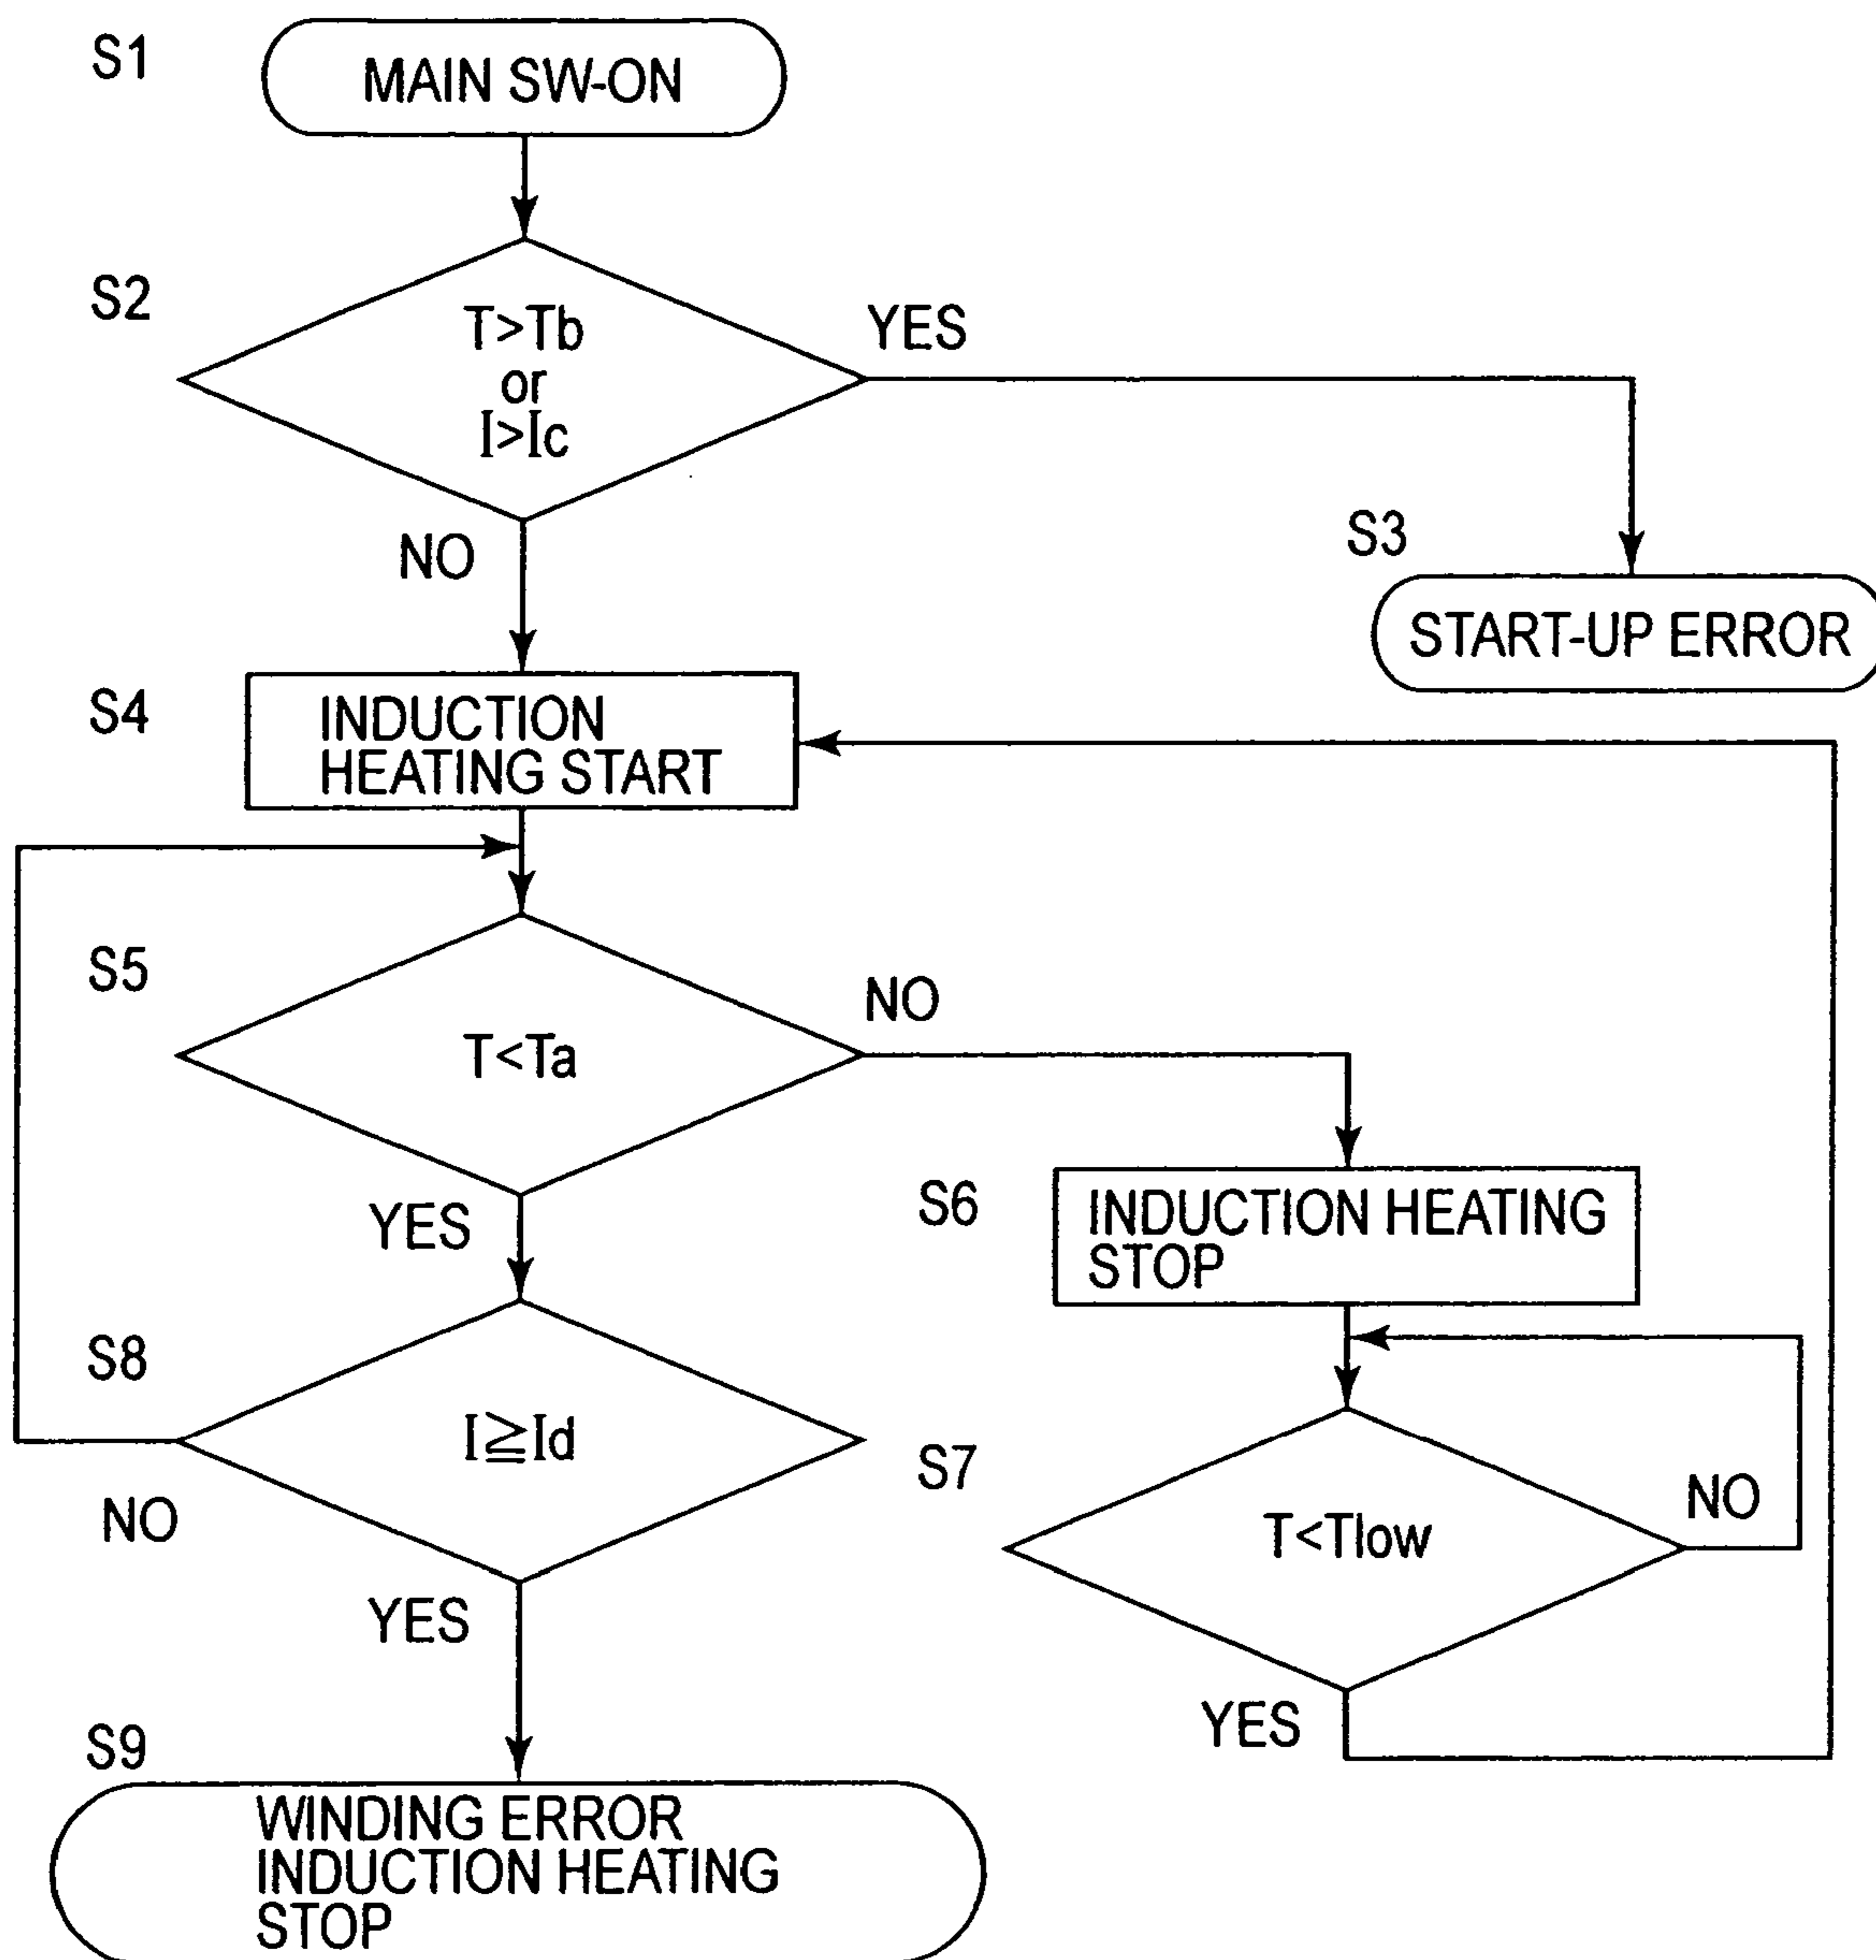 S1
MAIN SW-ON
S2
T>Tb
or
I>Ic
YES
NO
S3
START-UP ERROR
S4
INDUCTION
HEATING START
S5
T<Ta
NO
YES
S6
INDUCTION HEATING
STOP
S8
I≧Id
NO
YES
S7
T<Tlow
NO
YES
S9
WINDING ERROR
INDUCTION HEATING
STOP